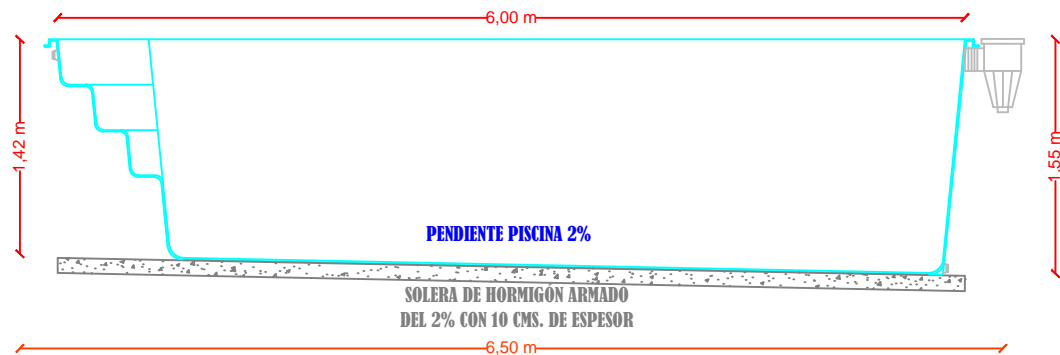 6,00 m
1,42 m
1,55 m
PENDIENTE PISCINA 2%
SOLERA DE HORMIGÓN ARMADO
DEL 2% CON 10 CMS. DE ESPESOR
6,50 m